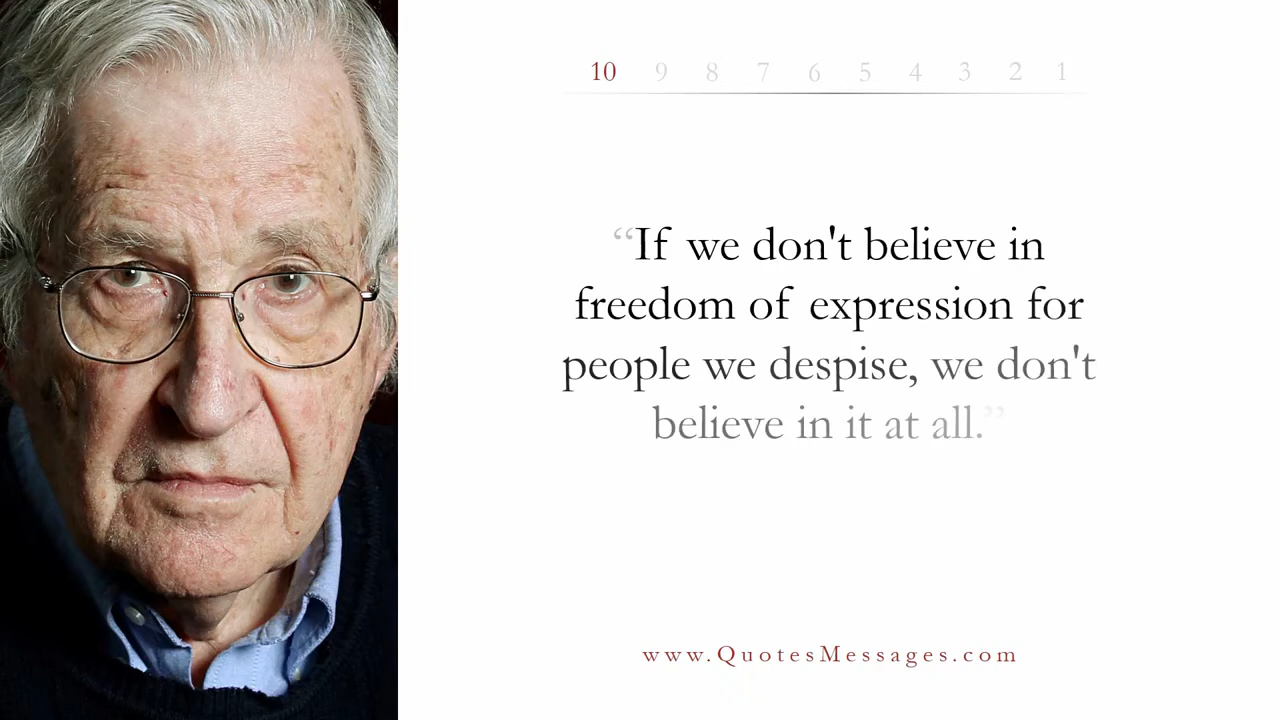 10 9 8 7 6 5 4 3 2 1
“If we don't believe in
freedom of expression for
people we despise, we don't
believe in it at all.”
www.QuotesMessages.com